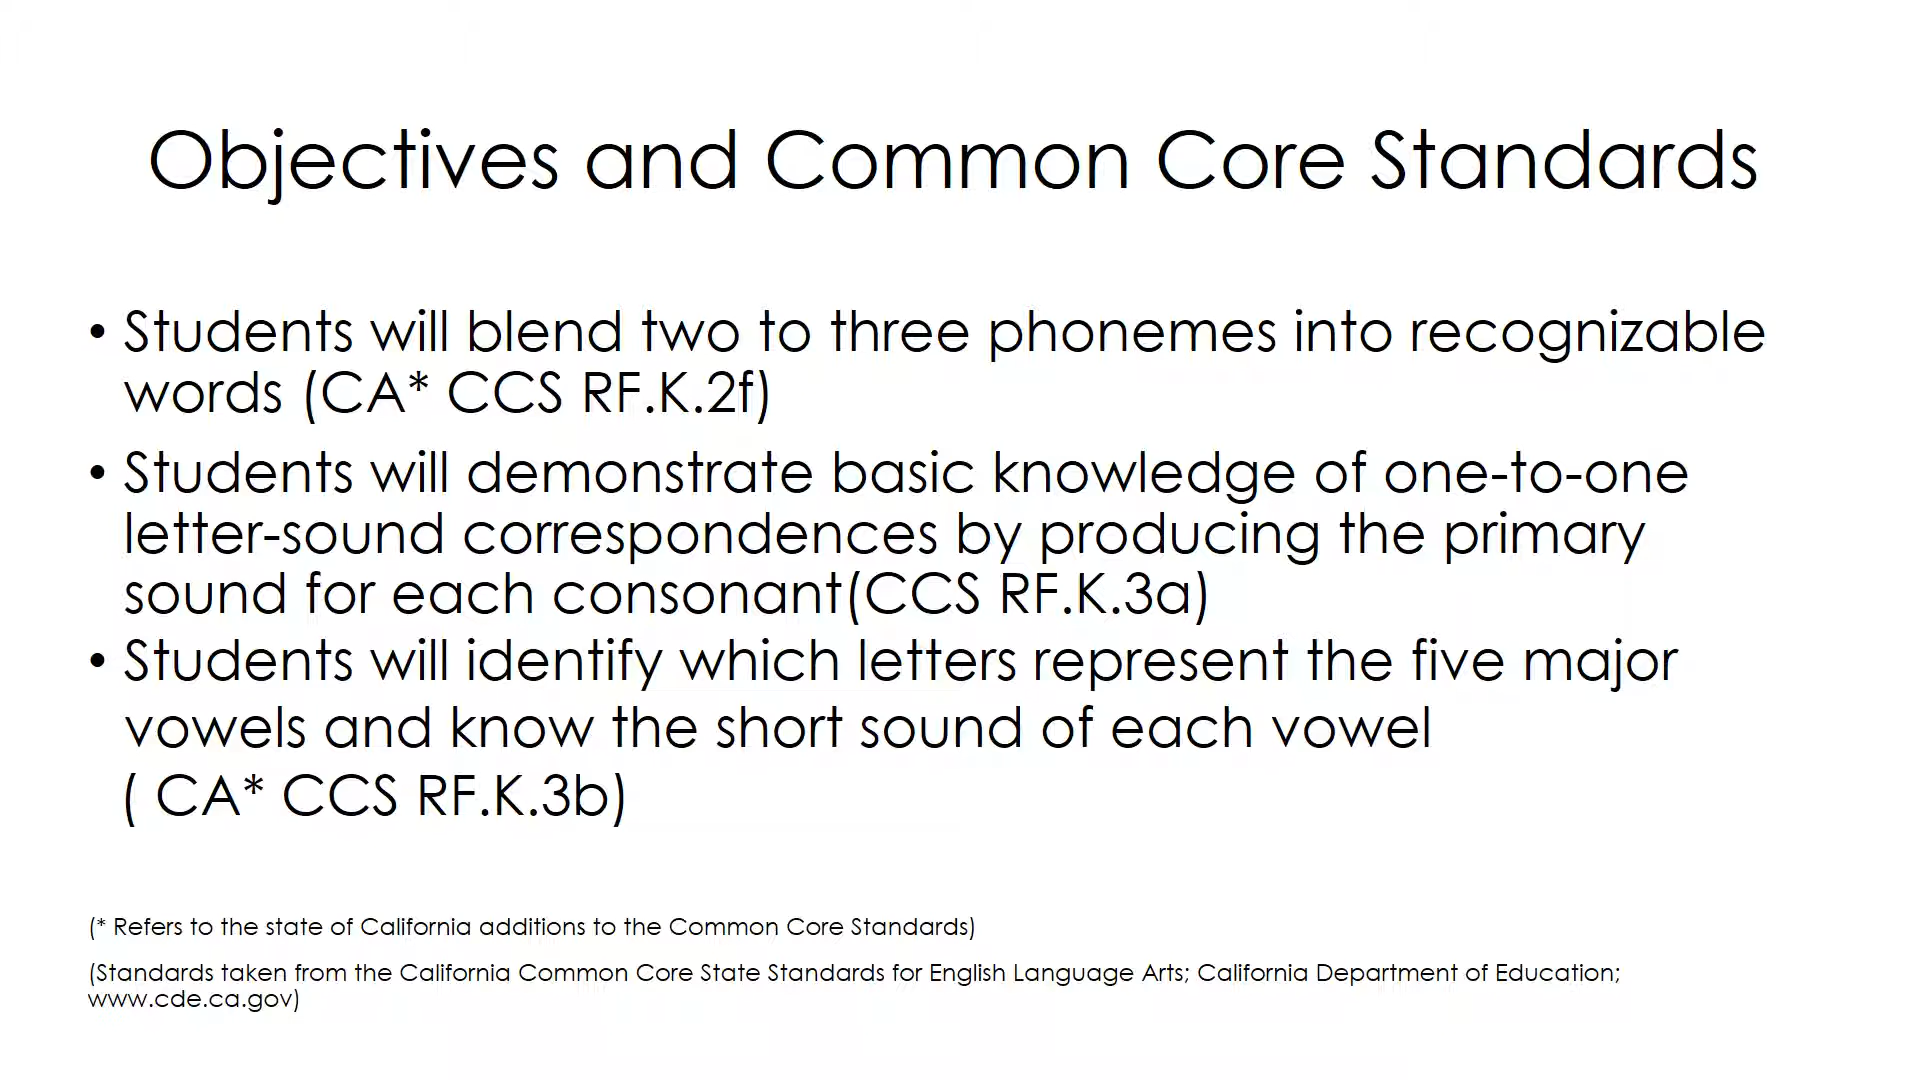 Objectives and Common Core Standards
• Students will blend two to three phonemes into recognizable
words (CA* CCS RF.K.2f)
• Students will demonstrate basic knowledge of one-to-one
letter-sound correspondences by producing the primary
sound for each consonant(CCS RF.K.3a)
• Students will identify which letters represent the five major
vowels and know the short sound of each vowel
( CA* CCS RF.K.3b)
(* Refers to the state of California additions to the Common Core Standards)
(Standards taken from the California Common Core State Standards for English Language Arts; California Department of Education;
www.cde.ca.gov)